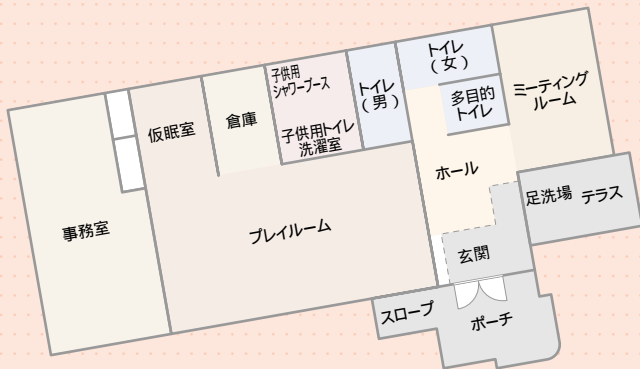 トイレ
（女）
子供用
シャワーブース
トイレ
（男）
多目的
トイレ
ミーティング
ルーム
仮眠室
倉庫
子供用トイレ
洗濯室
ホール
足洗場
テラス
事務室
プレイルーム
玄関
スロープ
ポーチ